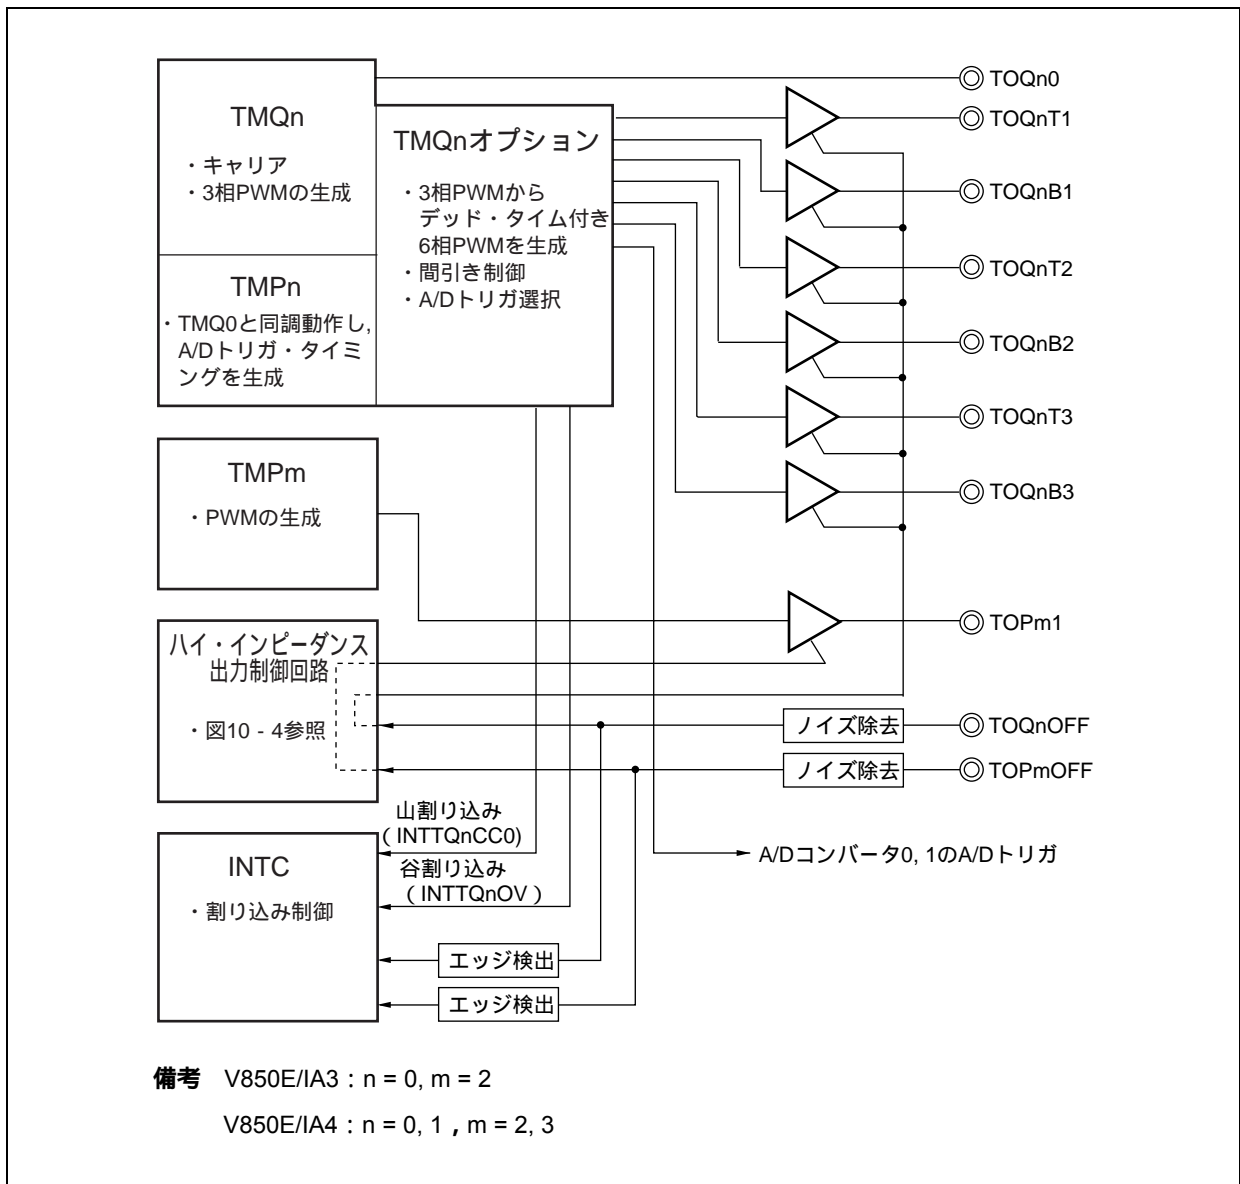 TMQn
・キャリア
・3相PWMの生成
TMQnオプション
・3相PWMから
デッド・タイム付き
6相PWMを生成
・間引き制御
・A/Dトリガ選択
TMPn
・TMQ0と同調動作し,
A/Dトリガ・タイミ
ングを生成
TOQn0
TOQnT1
TOQnB1
TOQnT2
TOQnB2
TOQnT3
TOQnB3
TMPm
・PWMの生成
TOPm1
ハイ・インピーダンス
出力制御回路
・図10 - 4参照
ノイズ除去
TOQnOFF
ノイズ除去
TOPmOFF
山割り込み
(INTTQnCC0)
谷割り込み
(INTTQnOV)
A/Dコンバータ0, 1のA/Dトリガ
INTC
・割り込み制御
エッジ検出
エッジ検出
備考 V850E/IA3 : n = 0, m = 2
V850E/IA4 : n = 0, 1 , m = 2, 3